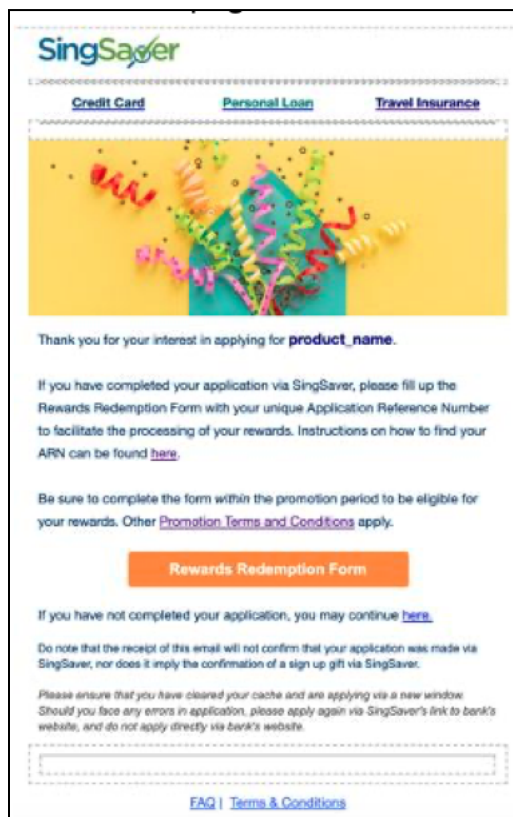 SingSaver
Credit Card Personal Loan Travel Insurance
Thank you for your interest in applying for product_name.
If you have completed your application via SingSaver, please fill up the
Rewards Redemption Form with your unique Application Reference Number
to facilitate the processing of your rewards. Instructions on how to find your
ARN can be found here.
Be sure to complete the form within the promotion period to be eligible for
your rewards. Other Promotion Terms and Conditions apply.
Rewards Redemption Form
If you have not completed your application, you may continue here.
Do note that the receipt of this email will not confirm that your application was made via
SingSaver, nor does it imply the confirmation of a sign up gift via SingSaver.
Please ensure that you have cleared your cache and are applying via a new window.
Should you face any errors in application, please apply again via SingSaver's link to bank's
website, and do not apply directly via bank's website.
FAQ | Terms & Conditions